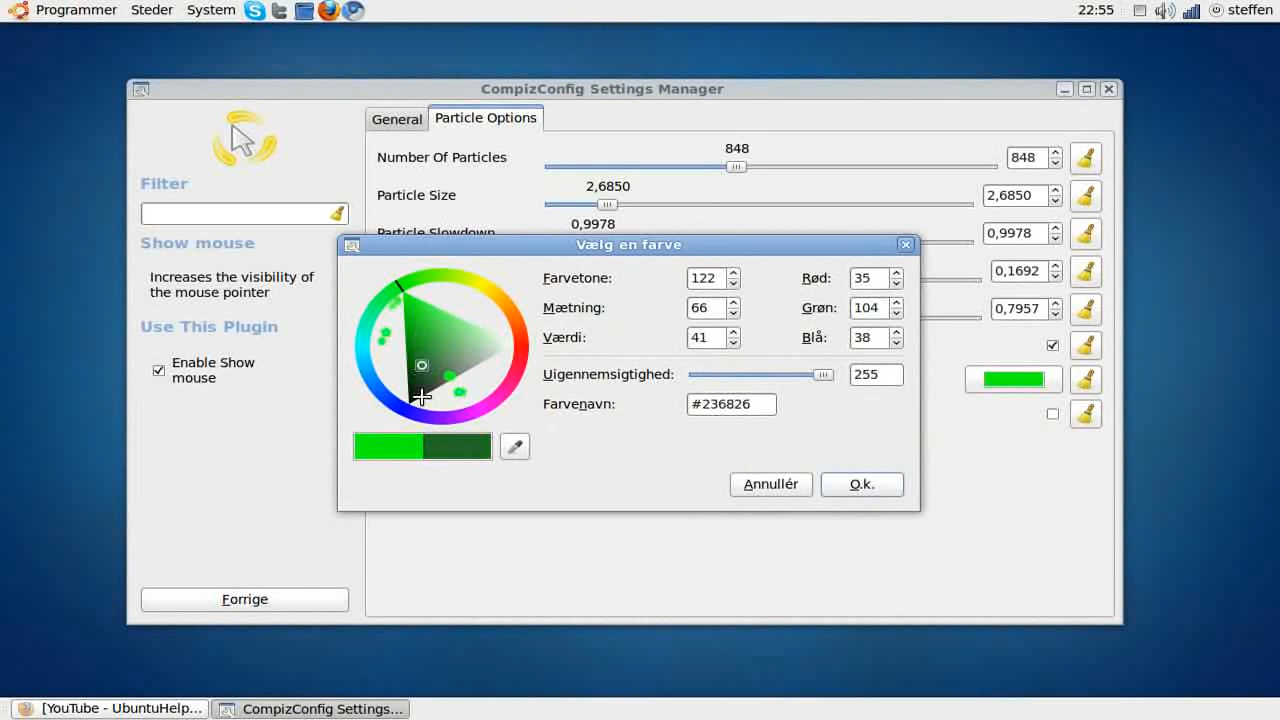 Programmer Steder System 22:55 steffen
CompizConfig Settings Manager
General Particle Options
Filter
Show mouse
Increases the visibility of
the mouse pointer
Use This Plugin
Enable Show
mouse
Forrige
848
Number Of Particles 848
2,6850
Particle Size 2,6850
0,9978
Particle Slowdown 0,9978
0,1692
0,7957
Vælg en farve
Farvetone: 122 Rød: 35
Mætning: 66 Grøn: 104
Værdi: 41 Blå: 38
Uigennemsigtighed: 255
Farvenavn: #236826
Annullér O.k.
[YouTube - UbuntuHelp... CompizConfig Settings...